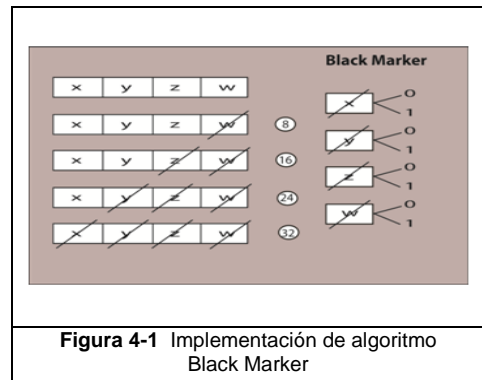 Black Marker
x y z w
x y z w 8
x y z w 16
x y z w 24
x y z w 32
x 0 1
y 0 1
z 0 1
w 0 1
Figura 4-1 Implementación de algoritmo
Black Marker